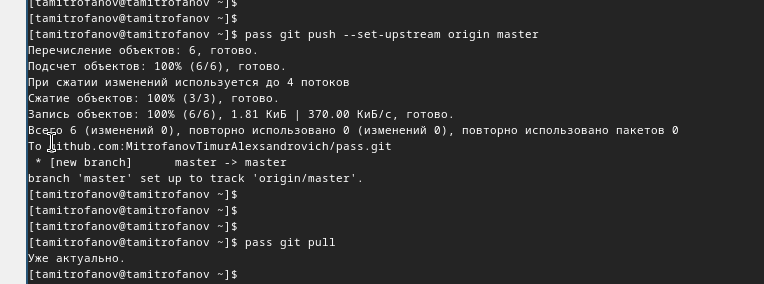 [tamitrofanov@tamitrofanov ~]$
[tamitrofanov@tamitrofanov ~]$
[tamitrofanov@tamitrofanov ~]$ pass git push --set-upstream origin master
Перечисление объектов: 6, готово.
Подсчет объектов: 100% (6/6), готово.
При сжатии изменений используется до 4 потоков
Сжатие объектов: 100% (3/3), готово.
Запись объектов: 100% (6/6), 1.81 КиБ | 370.00 КиБ/с, готово.
Всего 6 (изменений 0), повторно использовано 0 (изменений 0), повторно использовано пакетов 0
To github.com:MitrofanovTimurAlexsandrovich/pass.git
 * [new branch]      master -> master
branch 'master' set up to track 'origin/master'.
[tamitrofanov@tamitrofanov ~]$
[tamitrofanov@tamitrofanov ~]$
[tamitrofanov@tamitrofanov ~]$
[tamitrofanov@tamitrofanov ~]$ pass git pull
Уже актуально.
[tamitrofanov@tamitrofanov ~]$